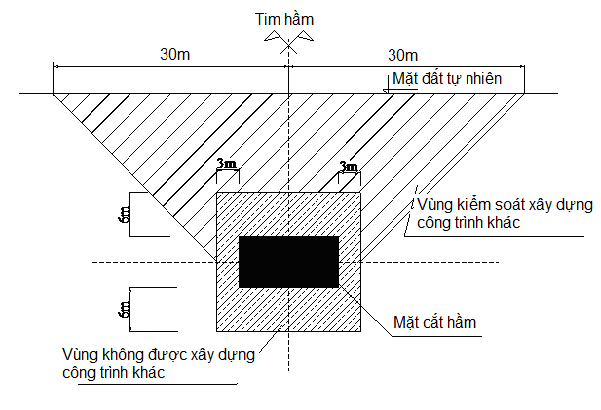 Tim hầm
30m
30m
Mặt đất tự nhiên
3m
3m
6m
Vùng kiểm soát xây dựng
công trình khác
6m
Mặt cắt hầm
Vùng không được xây dựng
công trình khác